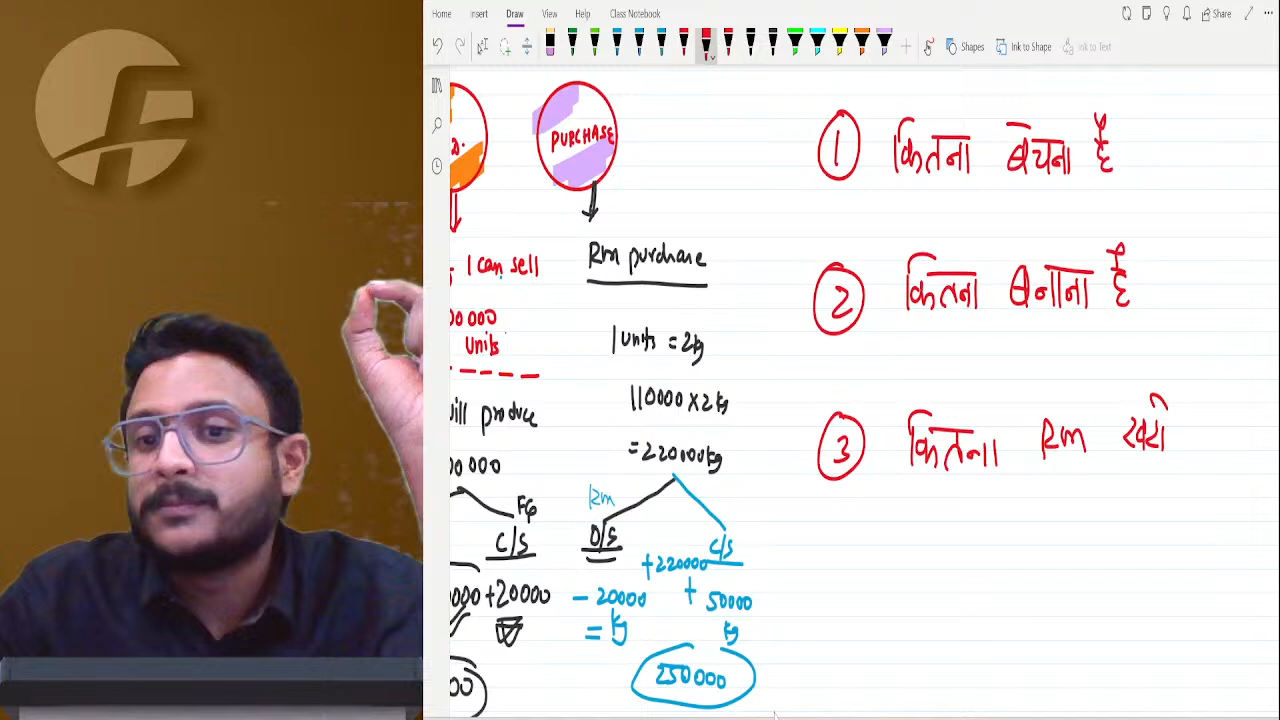 Home Insert Draw View Help Class Notebook Share
Shapes Ink to Shape Ink to Text
PURCHASE
I can sell
units
produce
FG
C/S
+20000
Rm purchase
1 units = 2kg
110000 × 2kg
= 220000kg
Rm
O/S
C/S
+220000
- 20000 + 50000
= kg kg
250000
1 कितना बेचना है
2 कितना बनाना है
3 कितना RM खरी